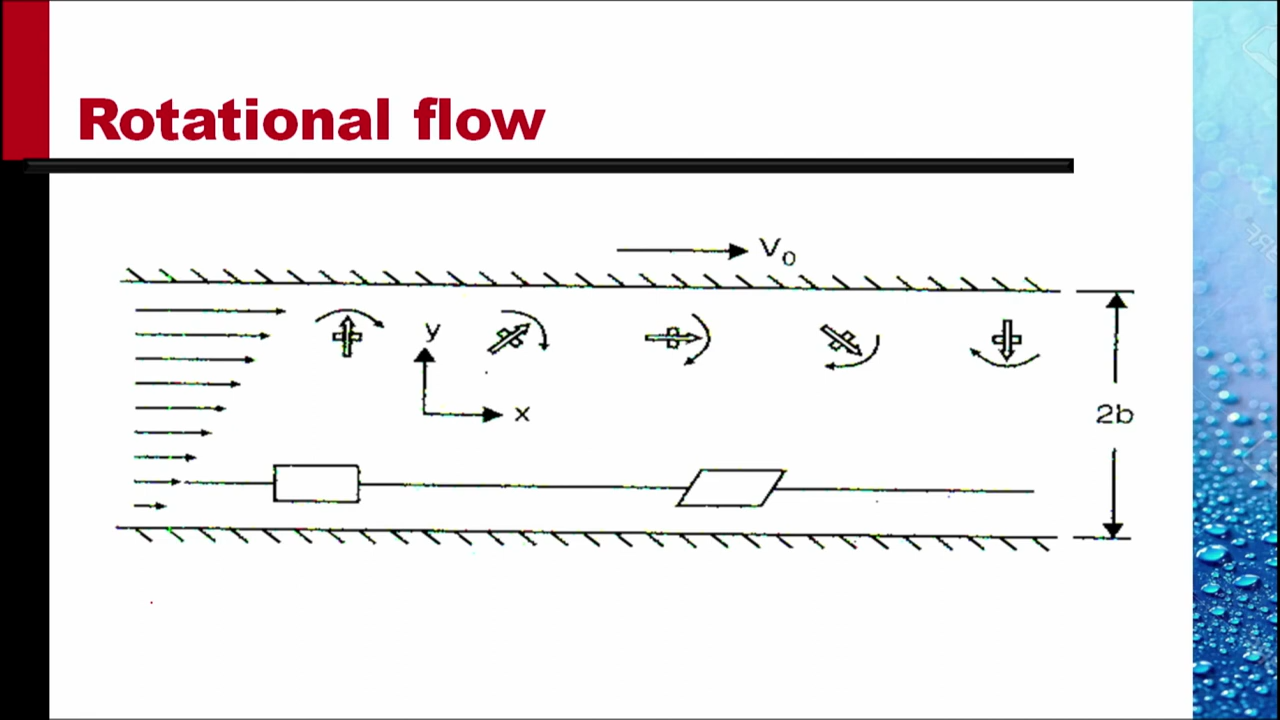 Rotational flow
V₀
y
x
2b